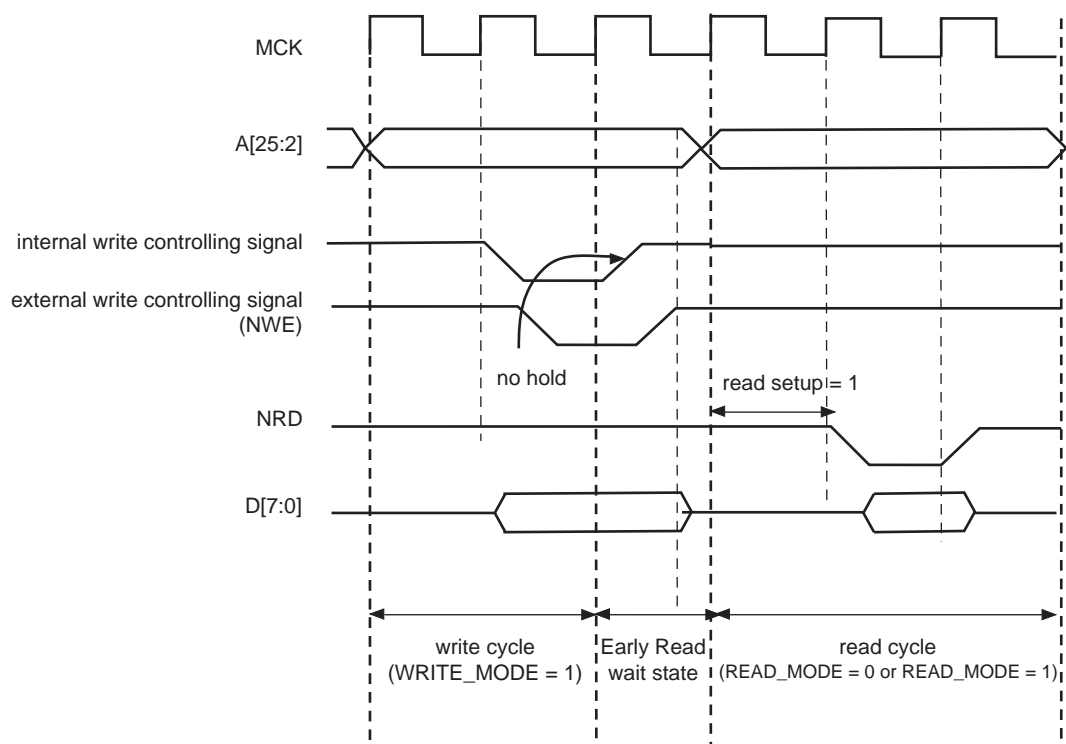 MCK
A[25:2]
internal write controlling signal
external write controlling signal
(NWE)
no hold
read setup = 1
NRD
D[7:0]
write cycle
(WRITE_MODE = 1)
Early Read
wait state
read cycle
(READ_MODE = 0 or READ_MODE = 1)